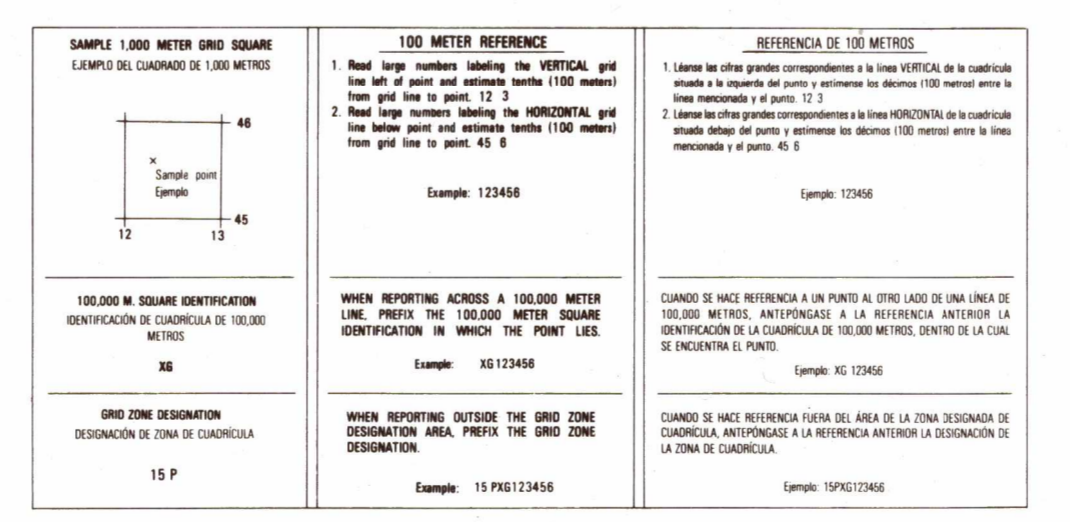 SAMPLE 1,000 METER GRID SQUARE
EJEMPLO DEL CUADRADO DE 1,000 METROS
46
×
Sample point
Ejemplo
45
12 13
100,000 M. SQUARE IDENTIFICATION
IDENTIFICACIÓN DE CUADRÍCULA DE 100,000
METROS
XG
GRID ZONE DESIGNATION
DESIGNACIÓN DE ZONA DE CUADRÍCULA
15 P
100 METER REFERENCE
1. Read large numbers labeling the VERTICAL grid
line left of point and estimate tenths (100 meters)
from grid line to point. 12 3
2. Read large numbers labeling the HORIZONTAL grid
line below point and estimate tenths (100 meters)
from grid line to point. 45 6
Example: 123456
WHEN REPORTING ACROSS A 100,000 METER
LINE, PREFIX THE 100,000 METER SQUARE
IDENTIFICATION IN WHICH THE POINT LIES.
Example: XG123456
WHEN REPORTING OUTSIDE THE GRID ZONE
DESIGNATION AREA, PREFIX THE GRID ZONE
DESIGNATION.
Example: 15 PXG123456
REFERENCIA DE 100 METROS
1. Léanse las cifras grandes correspondientes a la línea VERTICAL de la cuadrícula
situada a la izquierda del punto y estimense los décimos (100 metros) entre la
línea mencionada y el punto. 12 3
2. Léanse las cifras grandes correspondientes a la línea HORIZONTAL de la cuadrícula
situada debajo del punto y estimense los décimos (100 metros) entre la línea
mencionada y el punto. 45 6
Ejemplo: 123456
CUANDO SE HACE REFERENCIA A UN PUNTO AL OTRO LADO DE UNA LÍNEA DE
100,000 METROS, ANTEPÓNGASE A LA REFERENCIA ANTERIOR LA
IDENTIFICACIÓN DE LA CUADRÍCULA DE 100,000 METROS, DENTRO DE LA CUAL
SE ENCUENTRA EL PUNTO.
Ejemplo: XG 123456
CUANDO SE HACE REFERENCIA FUERA DEL ÁREA DE LA ZONA DESIGNADA DE
CUADRÍCULA, ANTEPÓNGASE A LA REFERENCIA ANTERIOR LA DESIGNACIÓN DE
LA ZONA DE CUADRÍCULA.
Ejemplo: 15PXG123456